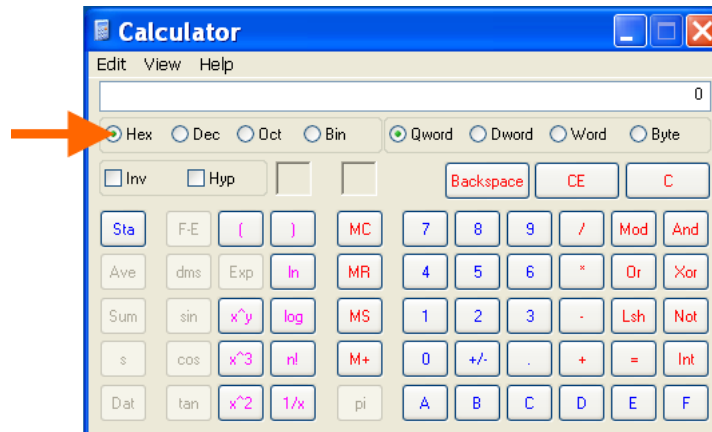 Calculator
Edit View Help
0
Hex Dec Oct Bin Qword Dword Word Byte
Inv Hyp Backspace CE C
Sta F-E ( ) MC 7 8 9 / Mod And
Ave dms Exp ln MR 4 5 6 * Or Xor
Sum sin x^y log MS 1 2 3 - Lsh Not
s cos x^3 n! M+ 0 +/- . + = Int
Dat tan x^2 1/x pi A B C D E F